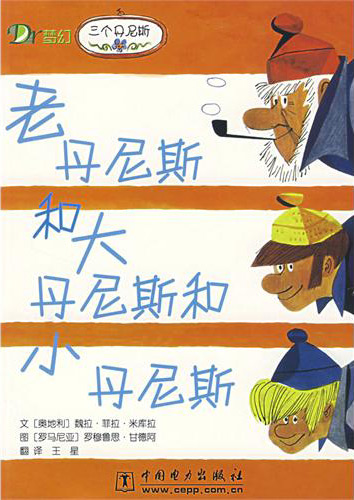 Dr梦幻
三个丹尼斯
老
丹尼斯
和大
丹尼斯和
小
丹尼斯
文［奥地利］魏拉·菲拉·米库拉
图［罗马尼亚］罗穆鲁思·甘德阿
翻译 王 星
中国电力出版社
www.cepp.com.cn